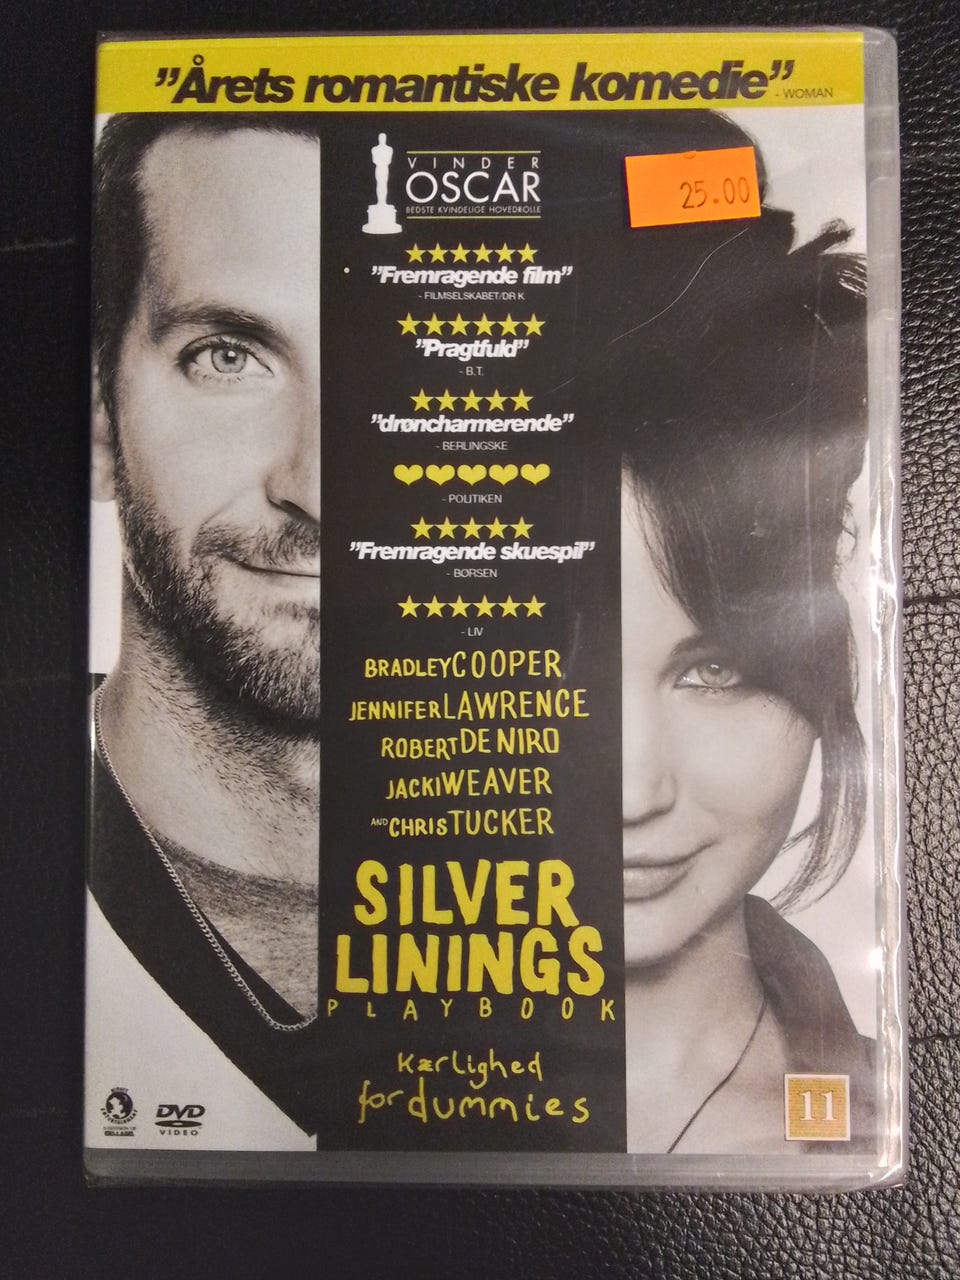 ”Årets romantiske komedie”
- WOMAN
VINDER
OSCAR
BEDSTE KVINDELIGE HOVEDROLLE
25.00
”Fremragende film”
- FILMSELSKABET/DR K
”Pragtfuld”
- B.T.
”drøncharmerende”
- BERLINGSKE
- POLITIKEN
”Fremragende skuespil”
- BØRSEN
- LIV
BRADLEY COOPER
JENNIFER LAWRENCE
ROBERT DE NIRO
JACKI WEAVER
AND CHRIS TUCKER
SILVER
LININGS
PLAYBOOK
Kærlighed
for dummies
DVD
VIDEO
11